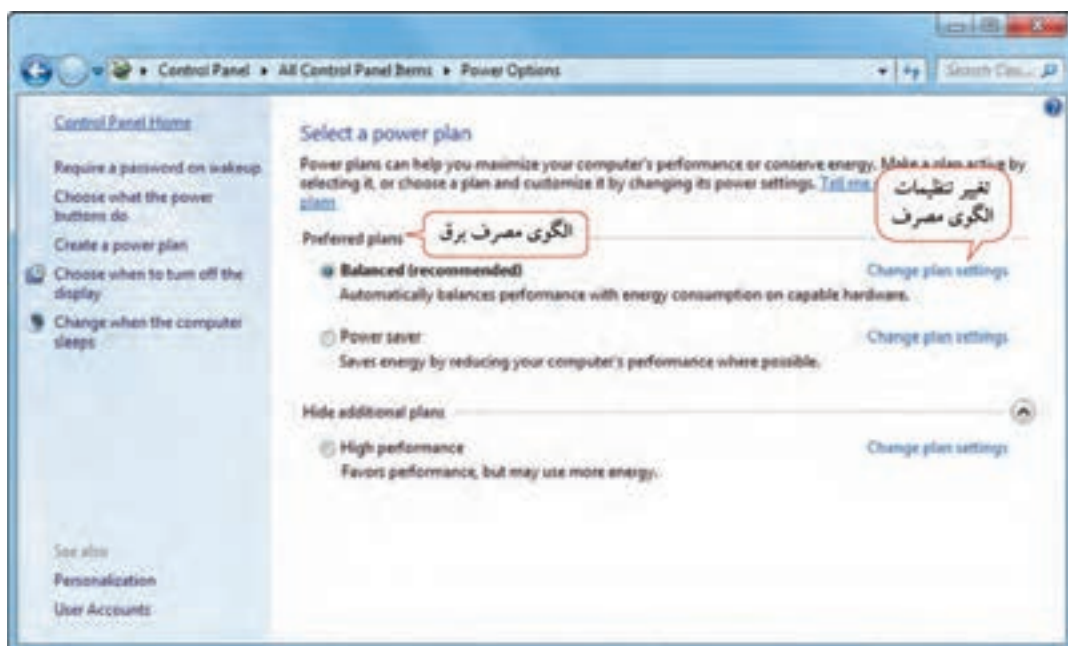 Control Panel ▸ All Control Panel Items ▸ Power Options
Control Panel Home
Require a password on wakeup
Choose what the power
buttons do
Create a power plan
Choose when to turn off the
display
Change when the computer
sleeps
See also
Personalization
User Accounts
Select a power plan
Power plans can help you maximize your computer's performance or conserve energy. Make a plan active by
selecting it, or choose a plan and customize it by changing its power settings. Tell me
plans
تغییر تنظیمات
الگوی مصرف
Preferred plans
الگوی مصرف برق
Balanced (recommended) Change plan settings
Automatically balances performance with energy consumption on capable hardware.
Power saver Change plan settings
Saves energy by reducing your computer's performance where possible.
Hide additional plans
High performance Change plan settings
Favors performance, but may use more energy.